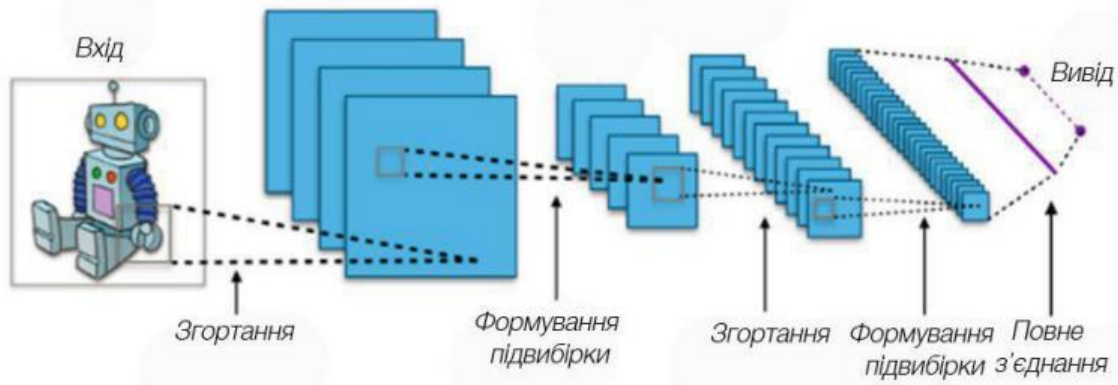 Вхід
Вивід
Згортання
Формування
підвибірки
Згортання
Формування
підвибірки
Повне
з'єднання